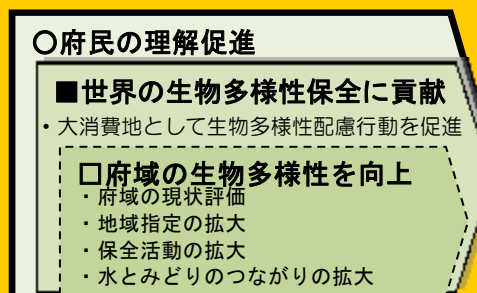 〇府民の理解促進
■世界の生物多様性保全に貢献
・大消費地として生物多様性配慮行動を促進
□府域の生物多様性を向上
・府域の現状評価
・地域指定の拡大
・保全活動の拡大
・水とみどりのつながりの拡大